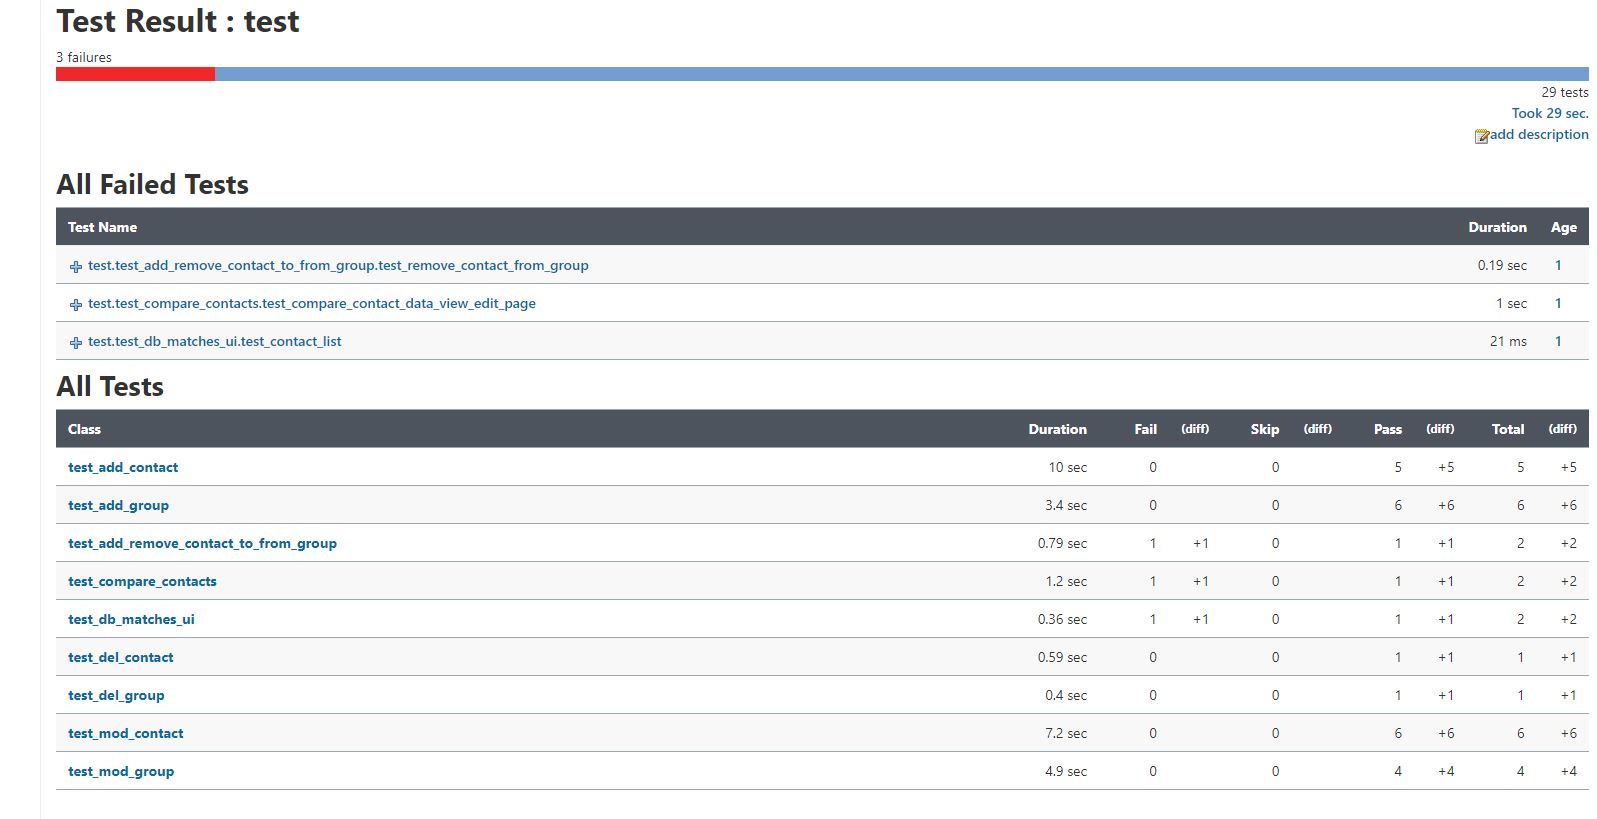 Test Result : test
3 failures
29 tests
Took 29 sec.
add description
All Failed Tests
Test Name Duration Age
test.test_add_remove_contact_to_from_group.test_remove_contact_from_group 0.19 sec 1
test.test_compare_contacts.test_compare_contact_data_view_edit_page 1 sec 1
test.test_db_matches_ui.test_contact_list 21 ms 1
All Tests
Class Duration Fail (diff) Skip (diff) Pass (diff) Total (diff)
test_add_contact 10 sec 0 0 5 +5 5 +5
test_add_group 3.4 sec 0 0 6 +6 6 +6
test_add_remove_contact_to_from_group 0.79 sec 1 +1 0 1 +1 2 +2
test_compare_contacts 1.2 sec 1 +1 0 1 +1 2 +2
test_db_matches_ui 0.36 sec 1 +1 0 1 +1 2 +2
test_del_contact 0.59 sec 0 0 1 +1 1 +1
test_del_group 0.4 sec 0 0 1 +1 1 +1
test_mod_contact 7.2 sec 0 0 6 +6 6 +6
test_mod_group 4.9 sec 0 0 4 +4 4 +4